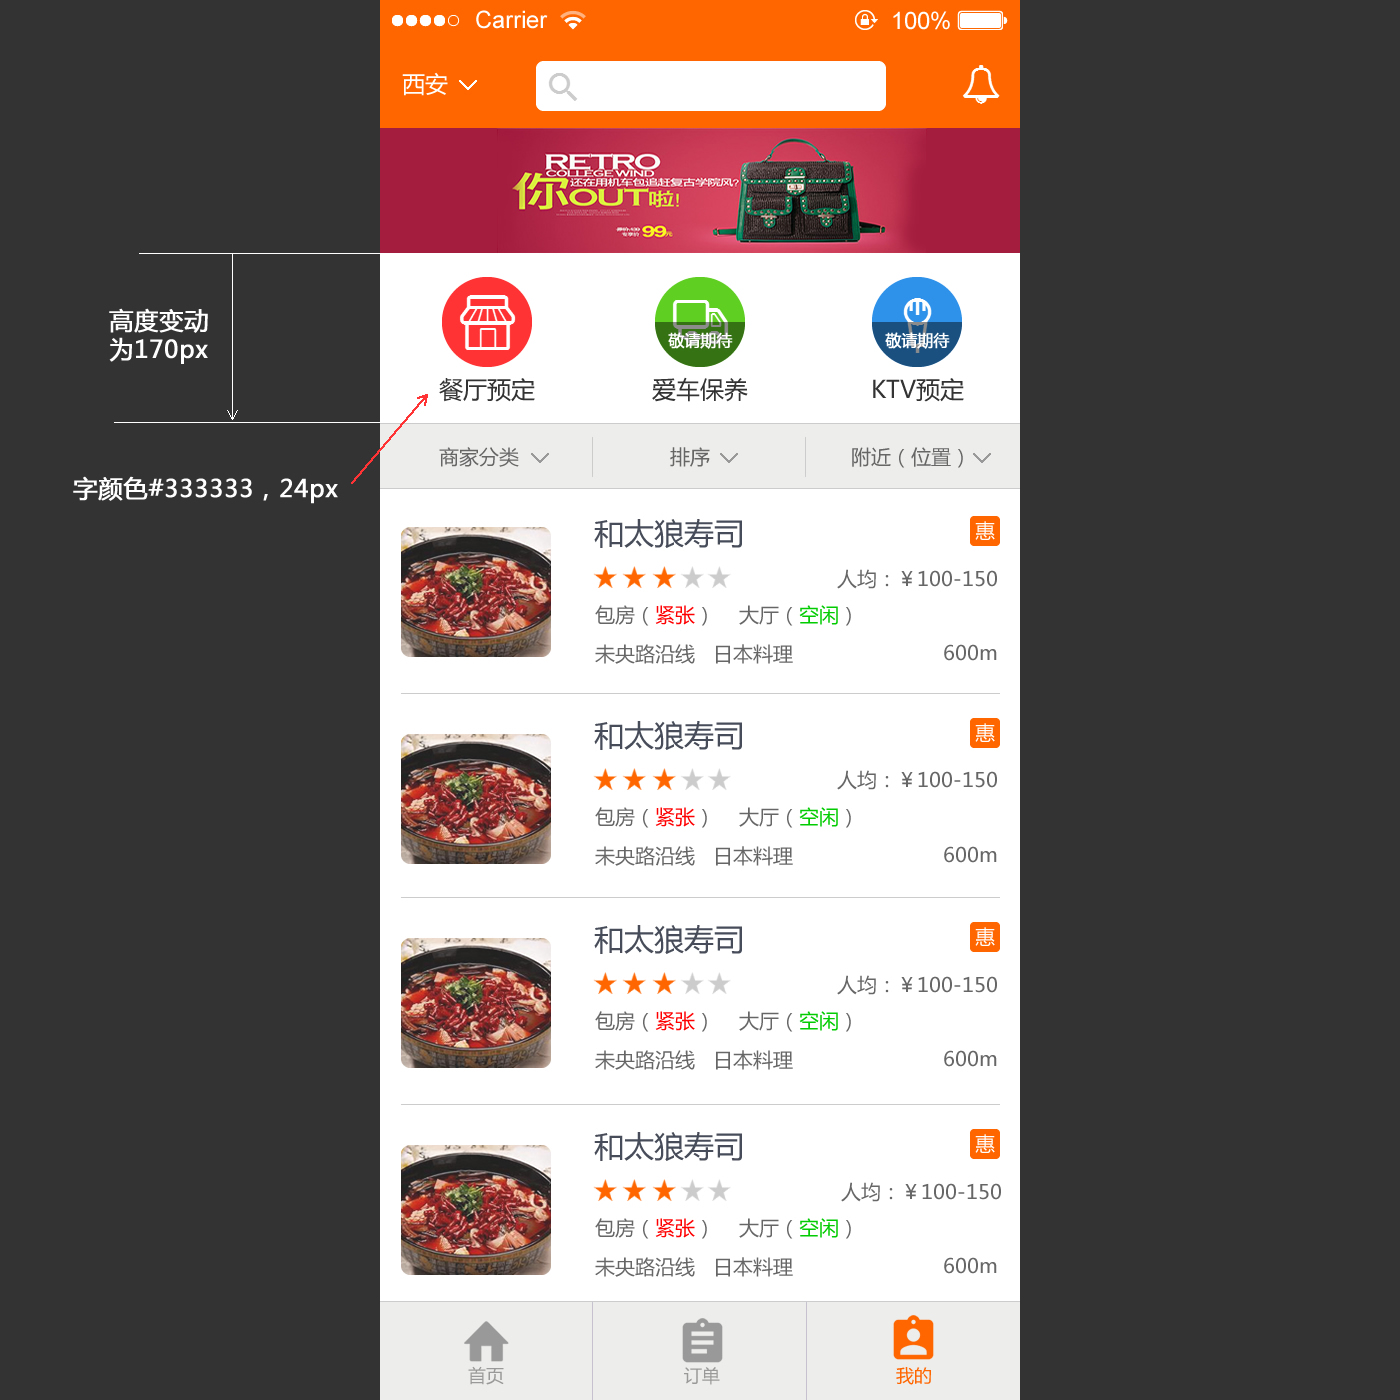 Carrier
100%
西安
RETRO
COLLEGE WIND
还在用机车包追赶复古学院风?
你OUT啦!
99元
高度变动
为170px
敬请期待
敬请期待
餐厅预定
爱车保养
KTV预定
商家分类
排序
附近（位置）
字颜色#333333，24px
和太狼寿司
惠
人均：￥100-150
包房（紧张） 大厅（空闲）
未央路沿线 日本料理
600m
和太狼寿司
惠
人均：￥100-150
包房（紧张） 大厅（空闲）
未央路沿线 日本料理
600m
和太狼寿司
惠
人均：￥100-150
包房（紧张） 大厅（空闲）
未央路沿线 日本料理
600m
和太狼寿司
惠
人均：￥100-150
包房（紧张） 大厅（空闲）
未央路沿线 日本料理
600m
首页
订单
我的